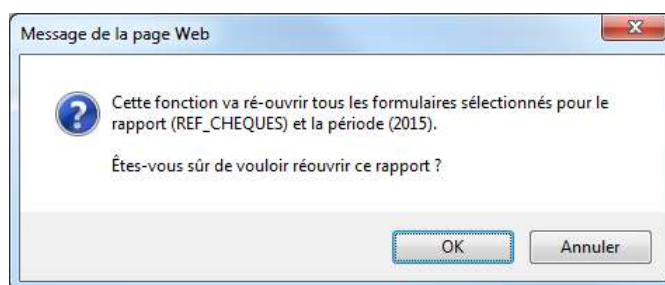 Message de la page Web
Cette fonction va ré-ouvrir tous les formulaires sélectionnés pour le
rapport (REF_CHEQUES) et la période (2015).
Êtes-vous sûr de vouloir réouvrir ce rapport ?
OK
Annuler